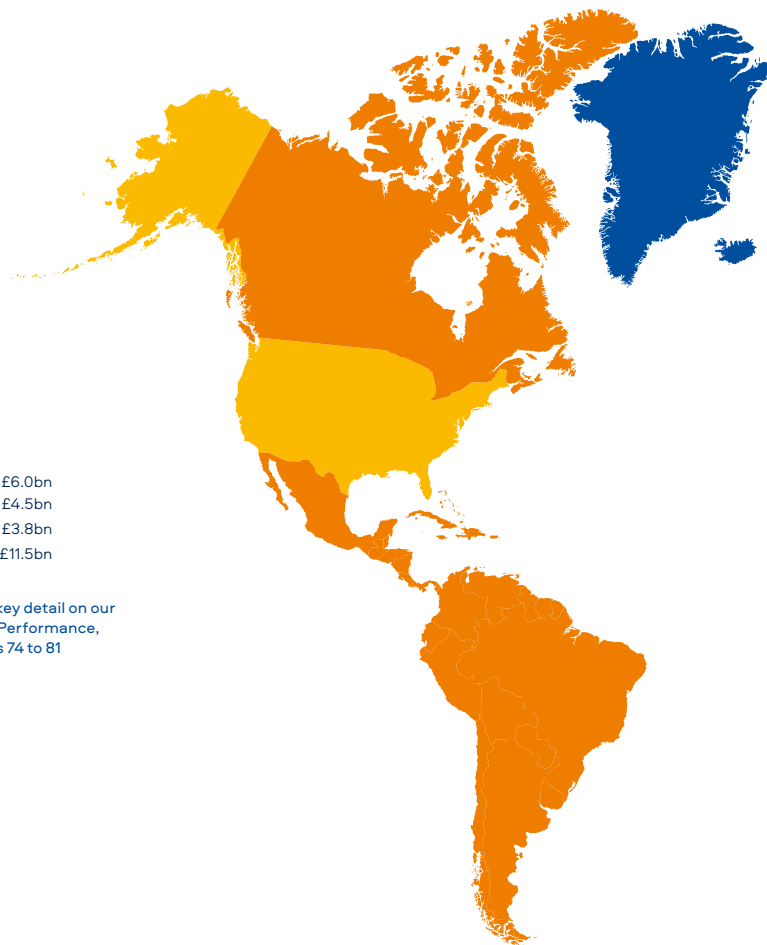 £6.0bn
£4.5bn
£3.8bn
£11.5bn
key detail on our
Performance,
74 to 81